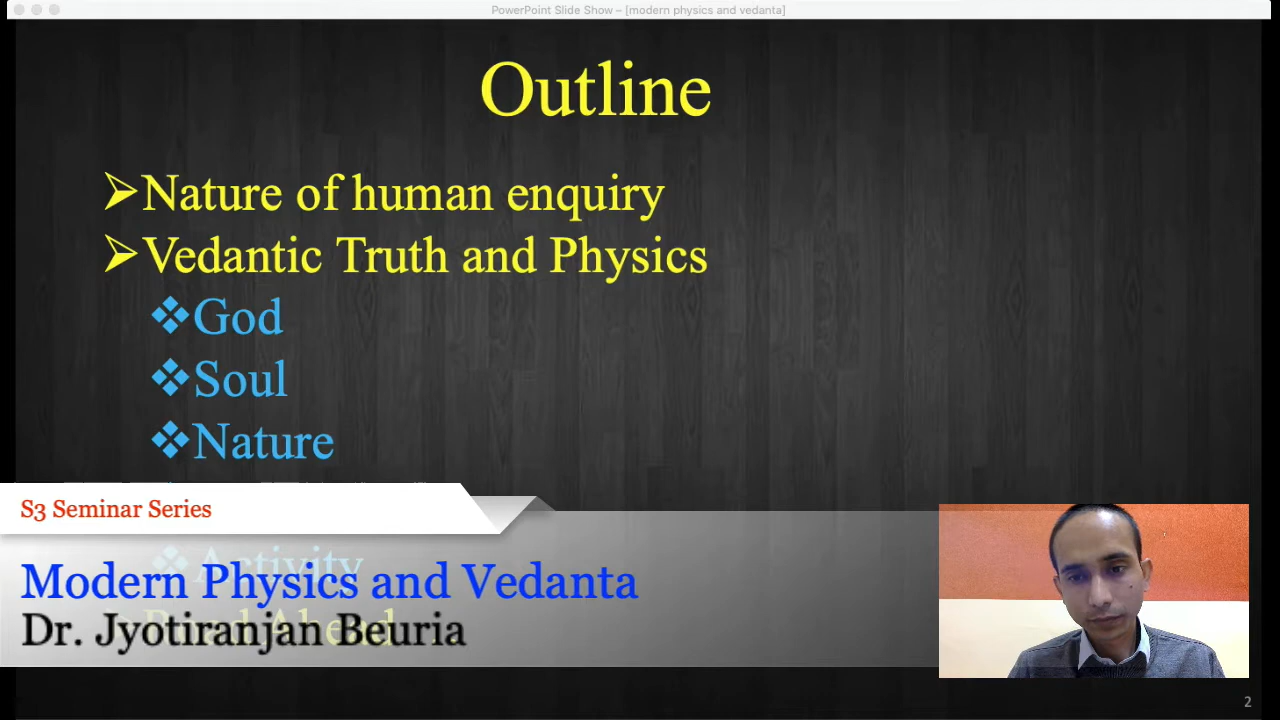 PowerPoint Slide Show – [modern physics and vedanta]
Outline
Nature of human enquiry
Vedantic Truth and Physics
God
Soul
Nature
S3 Seminar Series
Activity
Modern Physics and Vedanta
Dr. Jyotiranjan Beuria
2